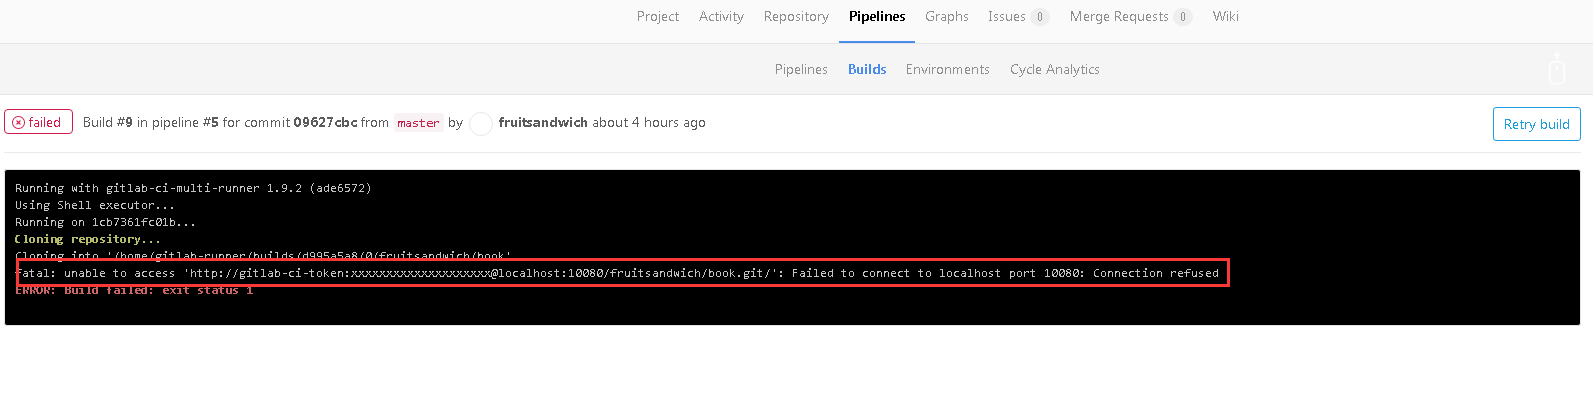 Project Activity Repository Pipelines Graphs Issues 0 Merge Requests 0 Wiki
Pipelines Builds Environments Cycle Analytics
failed Build #9 in pipeline #5 for commit 09627cbc from master by fruitsandwich about 4 hours ago Retry build
Running with gitlab-ci-multi-runner 1.9.2 (ade6572)
Using Shell executor...
Running on 1cb7361fc01b...
Cloning repository...
Cloning into '/home/gitlab-runner/builds/d995a5a8/0/fruitsandwich/book'...
fatal: unable to access 'http://gitlab-ci-token:xxxxxxxxxxxxxxxxxxxx@localhost:10080/fruitsandwich/book.git/': Failed to connect to localhost port 10080: Connection refused
ERROR: Build failed: exit status 1